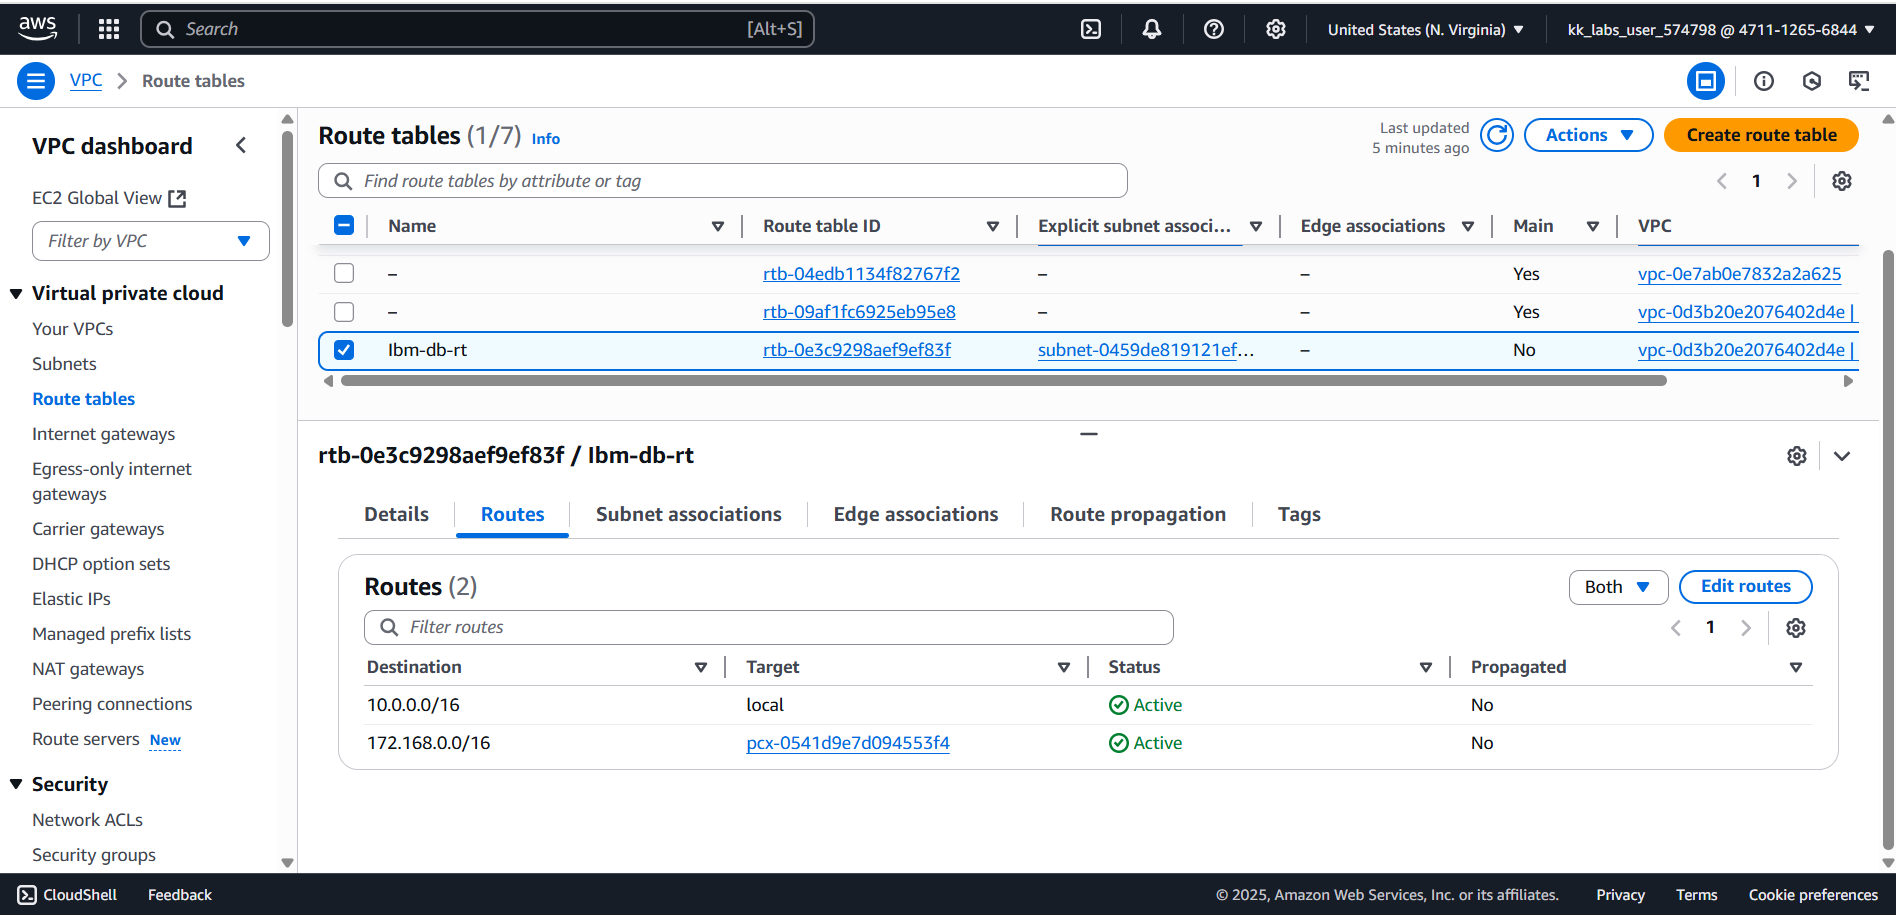 aws
Search [Alt+S]
United States (N. Virginia)
kk_labs_user_574798 @ 4711-1265-6844
VPC
Route tables
VPC dashboard
EC2 Global View
Filter by VPC
Virtual private cloud
Your VPCs
Subnets
Route tables
Internet gateways
Egress-only internet
gateways
Carrier gateways
DHCP option sets
Elastic IPs
Managed prefix lists
NAT gateways
Peering connections
Route servers New
Security
Network ACLs
Security groups
Route tables (1/7) Info
Last updated
5 minutes ago
Actions
Create route table
Find route tables by attribute or tag
1
Name Route table ID Explicit subnet associ... Edge associations Main VPC
– rtb-04edb1134f82767f2 – – Yes vpc-0e7ab0e7832a2a625
– rtb-09af1fc6925eb95e8 – – Yes vpc-0d3b20e2076402d4e |
Ibm-db-rt rtb-0e3c9298aef9ef83f subnet-0459de819121ef... – No vpc-0d3b20e2076402d4e |
rtb-0e3c9298aef9ef83f / Ibm-db-rt
Details Routes Subnet associations Edge associations Route propagation Tags
Routes (2)
Both
Edit routes
Filter routes
1
Destination Target Status Propagated
10.0.0.0/16 local Active No
172.168.0.0/16 pcx-0541d9e7d094553f4 Active No
CloudShell Feedback
© 2025, Amazon Web Services, Inc. or its affiliates. Privacy Terms Cookie preferences